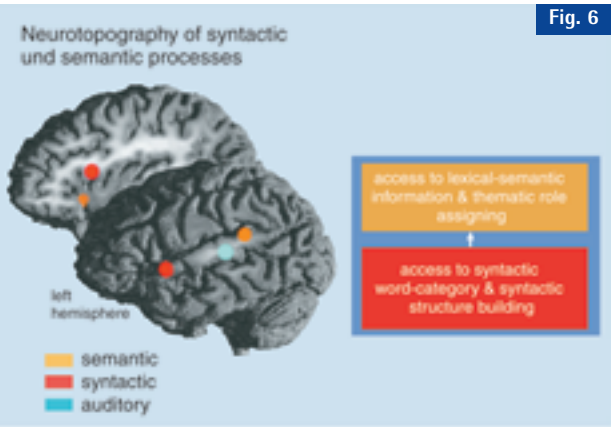 Fig. 6
Neurotopography of syntactic
und semantic processes
access to lexical-semantic
information & thematic role
assigning
access to syntactic
word-category & syntactic
structure building
left
hemisphere
semantic
syntactic
auditory